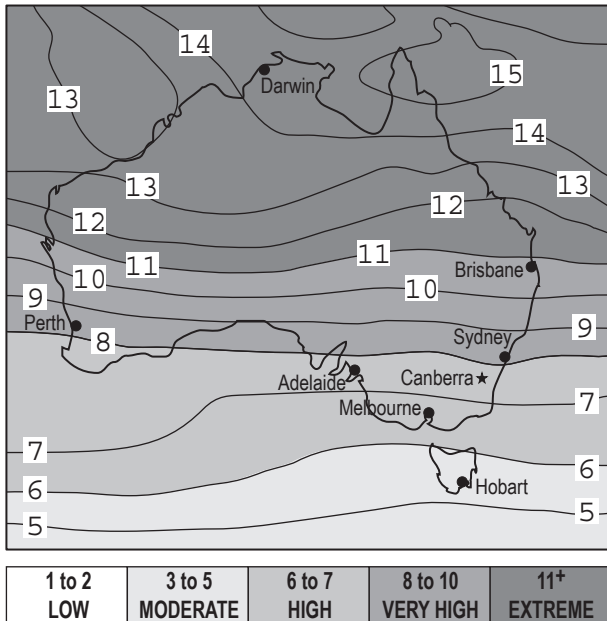 14
15
Darwin
13
14
13
13
12
12
11
11
Brisbane
10
10
9
9
Perth
8
Sydney
Adelaide
Canberra
7
Melbourne
7
6
6
Hobart
5
5
1 to 2 3 to 5 6 to 7 8 to 10 11+
LOW MODERATE HIGH VERY HIGH EXTREME